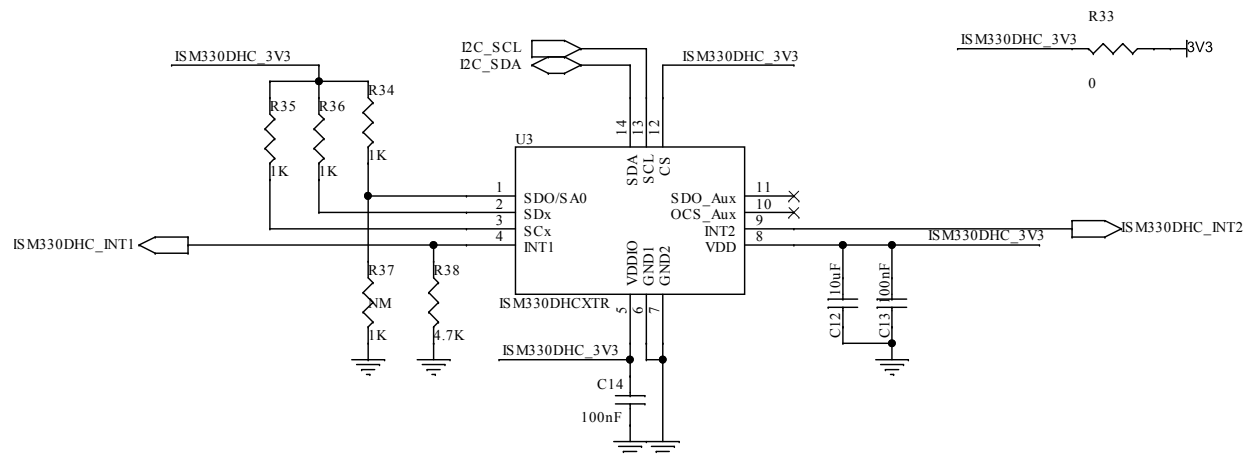 R33
ISM330DHC_3V3
3V3
0
I2C_SCL
I2C_SDA
ISM330DHC_3V3
ISM330DHC_3V3
R35
R36
R34
1K
1K
1K
14
13
12
U3
SDA
SCL
CS
1
SDO/SA0
2
SDx
3
SCx
4
INT1
SDO_Aux
11
OCS_Aux
10
INT2
9
VDD
8
ISM330DHC_INT1
ISM330DHC_INT2
ISM330DHC_3V3
R37
NM
1K
R38
4.7K
VDDIO
GND1
GND2
ISM330DHCXTR
5
6
7
C12
10uF
C13
100nF
ISM330DHC_3V3
C14
100nF